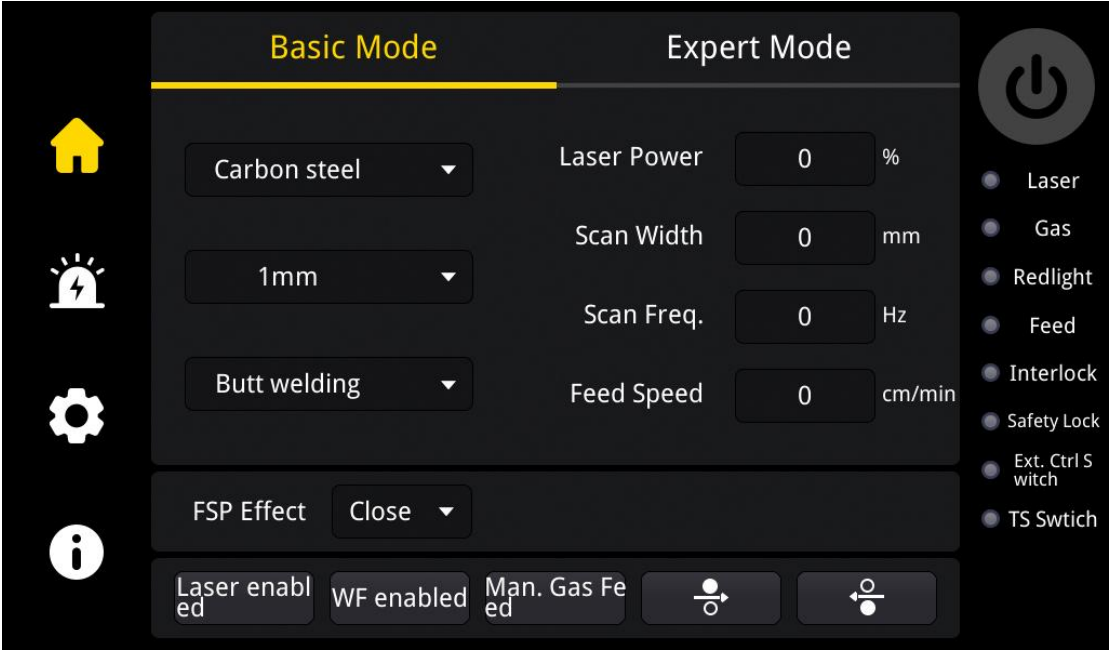 Basic Mode
Expert Mode
Carbon steel
1mm
Butt welding
Laser Power 0 %
Scan Width 0 mm
Scan Freq. 0 Hz
Feed Speed 0 cm/min
FSP Effect Close
Laser enabl
ed
WF enabled
Man. Gas Fe
ed
Laser
Gas
Redlight
Feed
Interlock
Safety Lock
Ext. Ctrl S
witch
TS Swtich